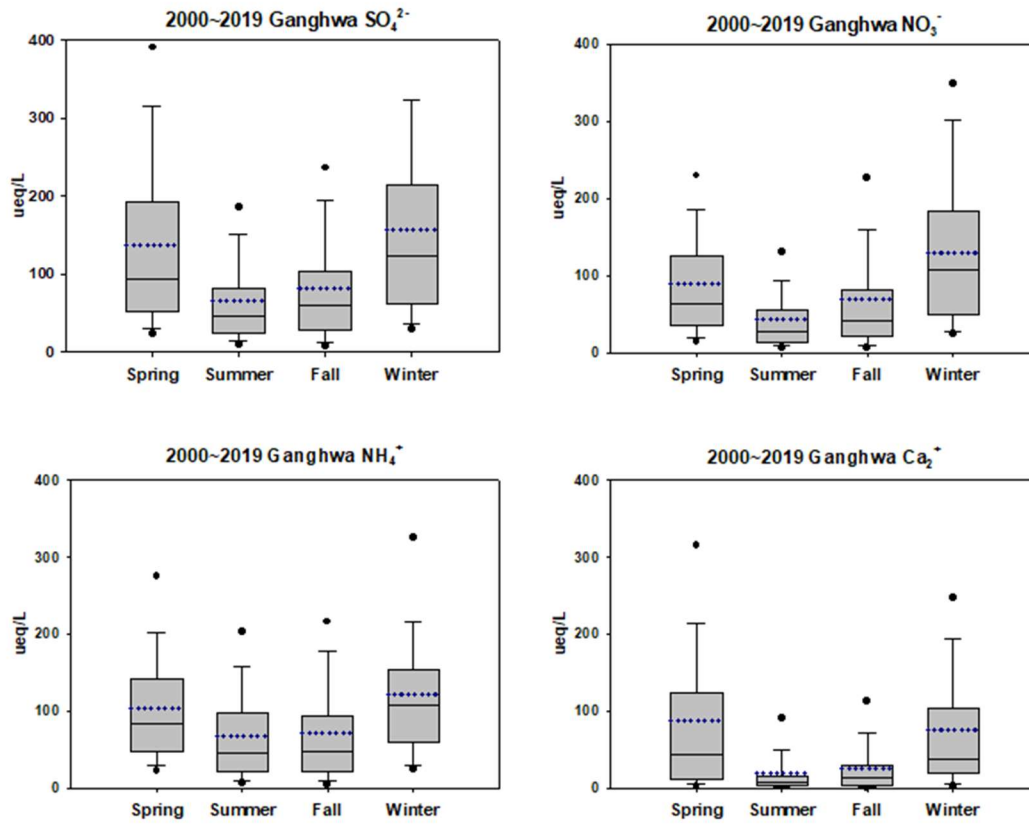 2000~2019 Ganghwa SO₄²⁻
400
300
200
100
0
ueq/L
Spring Summer Fall Winter
2000~2019 Ganghwa NO₃⁻
400
300
200
100
0
ueq/L
Spring Summer Fall Winter
2000~2019 Ganghwa NH₄⁺
400
300
200
100
0
ueq/L
Spring Summer Fall Winter
2000~2019 Ganghwa Ca₂⁺
400
300
200
100
0
ueq/L
Spring Summer Fall Winter